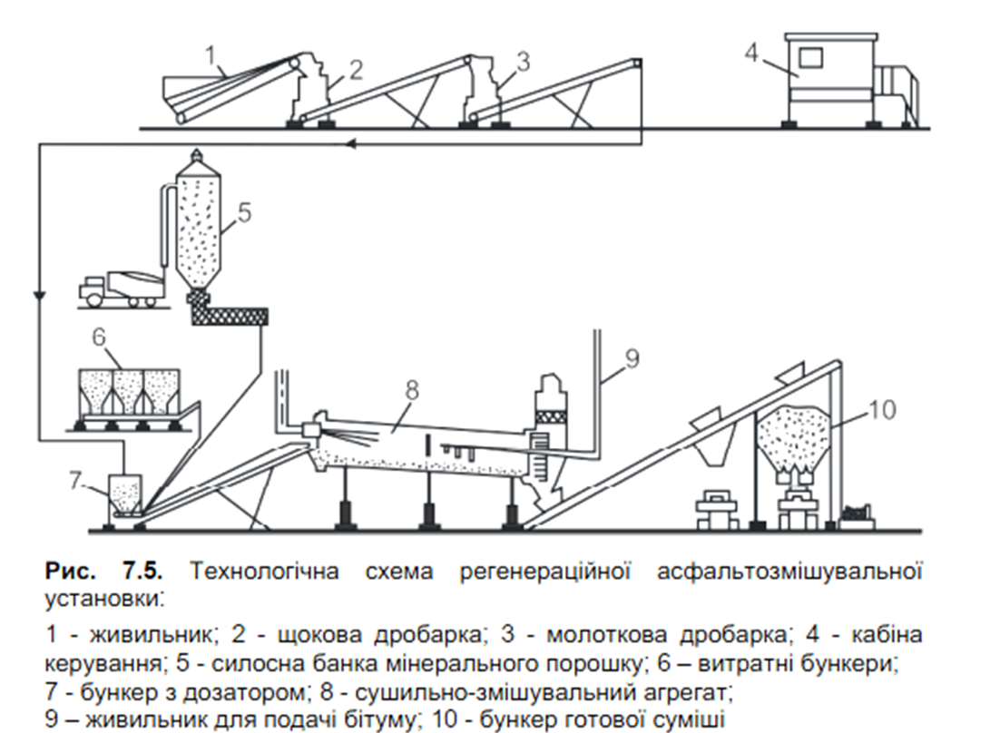 1
2
3
4
5
6
7
8
9
10
Рис. 7.5. Технологічна схема регенераційної асфальтозмішувальної
установки:
1 - живильник; 2 - щокова дробарка; 3 - молоткова дробарка; 4 - кабіна
керування; 5 - силосна банка мінерального порошку; 6 – витратні бункери;
7 - бункер з дозатором; 8 - сушильно-змішувальний агрегат;
9 – живильник для подачі бітуму; 10 - бункер готової суміші